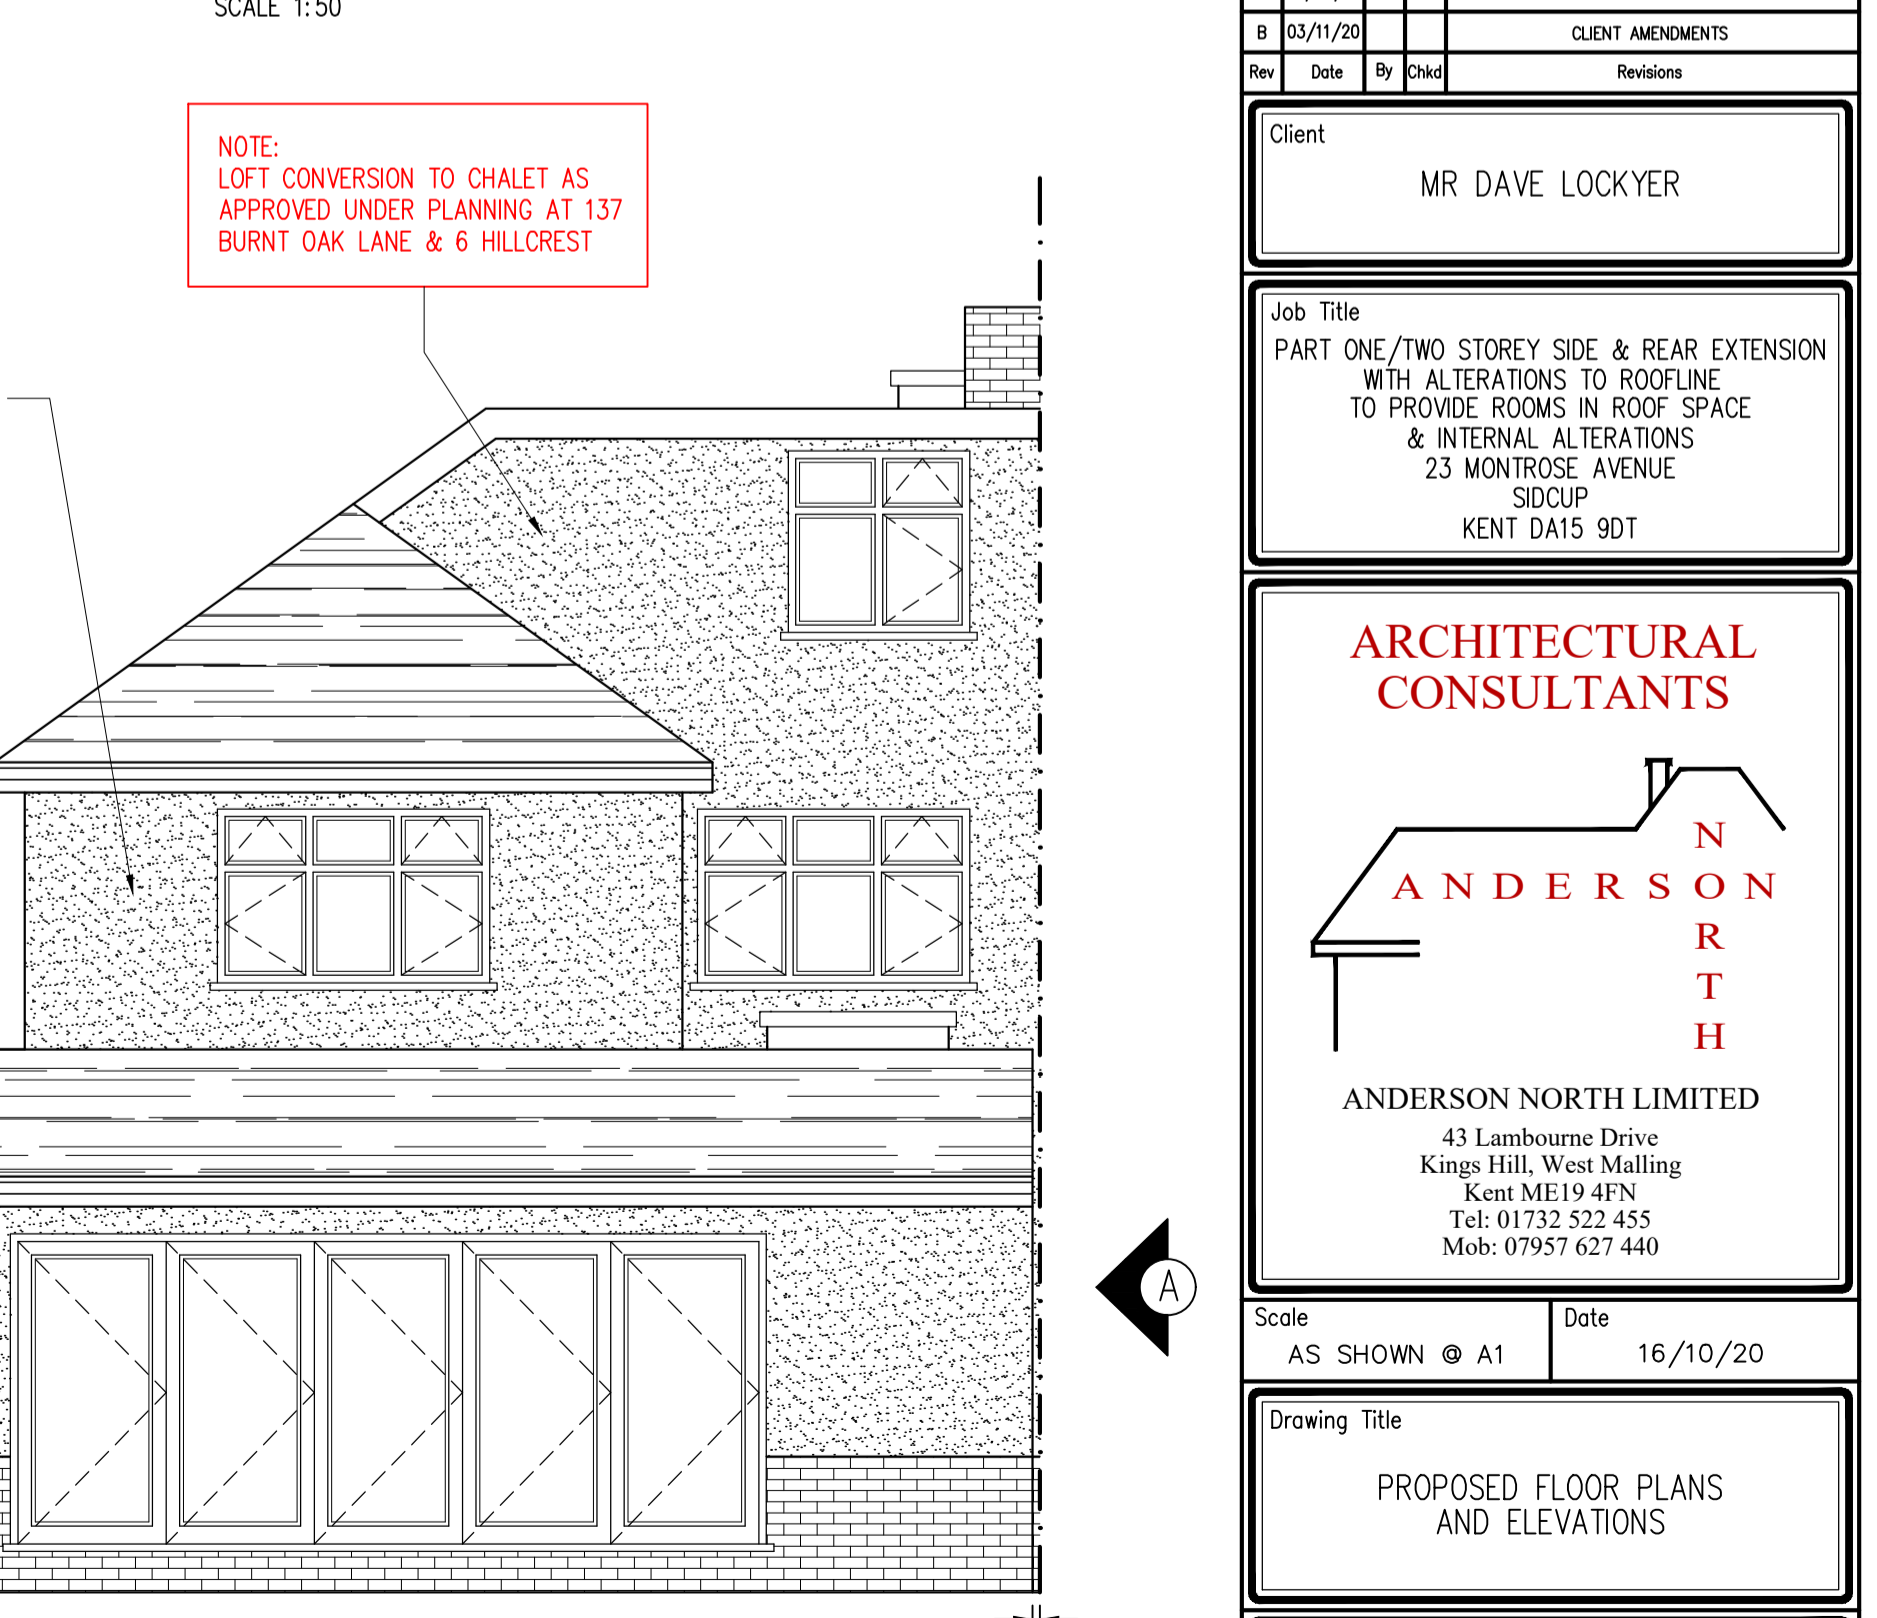 SCALE 1:50
NOTE:
LOFT CONVERSION TO CHALET AS
APPROVED UNDER PLANNING AT 137
BURNT OAK LANE & 6 HILLCREST
A
B 03/11/20 CLIENT AMENDMENTS
Rev Date By Chkd Revisions
Client
MR DAVE LOCKYER
Job Title
PART ONE/TWO STOREY SIDE & REAR EXTENSION
WITH ALTERATIONS TO ROOFLINE
TO PROVIDE ROOMS IN ROOF SPACE
& INTERNAL ALTERATIONS
23 MONTROSE AVENUE
SIDCUP
KENT DA15 9DT
ARCHITECTURAL
CONSULTANTS
ANDERSON
NORTH
ANDERSON NORTH LIMITED
43 Lambourne Drive
Kings Hill, West Malling
Kent ME19 4FN
Tel: 01732 522 455
Mob: 07957 627 440
Scale
AS SHOWN @ A1
Date
16/10/20
Drawing Title
PROPOSED FLOOR PLANS
AND ELEVATIONS